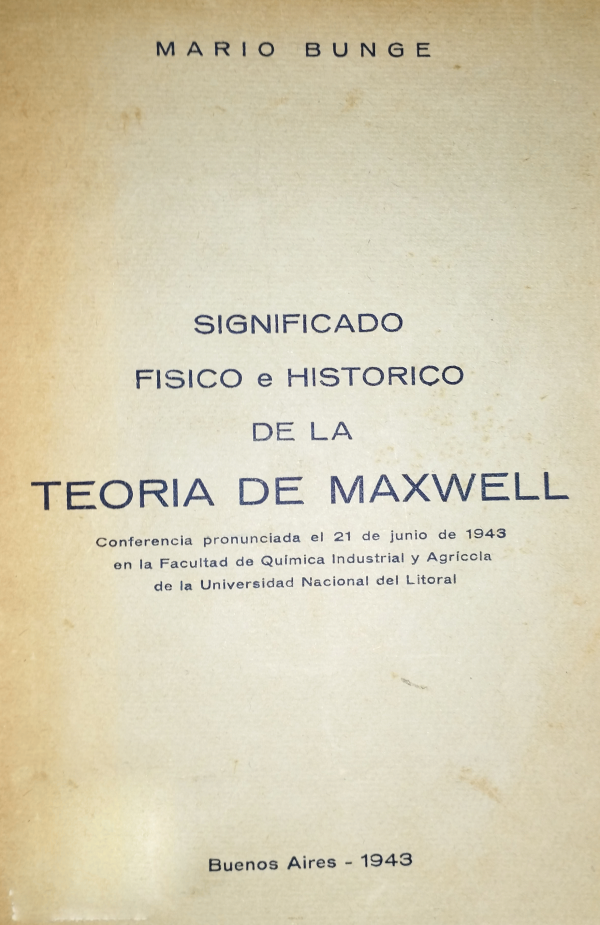 MARIO BUNGE
SIGNIFICADO
FISICO e HISTORICO
DE LA
TEORIA DE MAXWELL
Conferencia pronunciada el 21 de junio de 1943
en la Facultad de Química Industrial y Agrícola
de la Universidad Nacional del Litoral
Buenos Aires - 1943